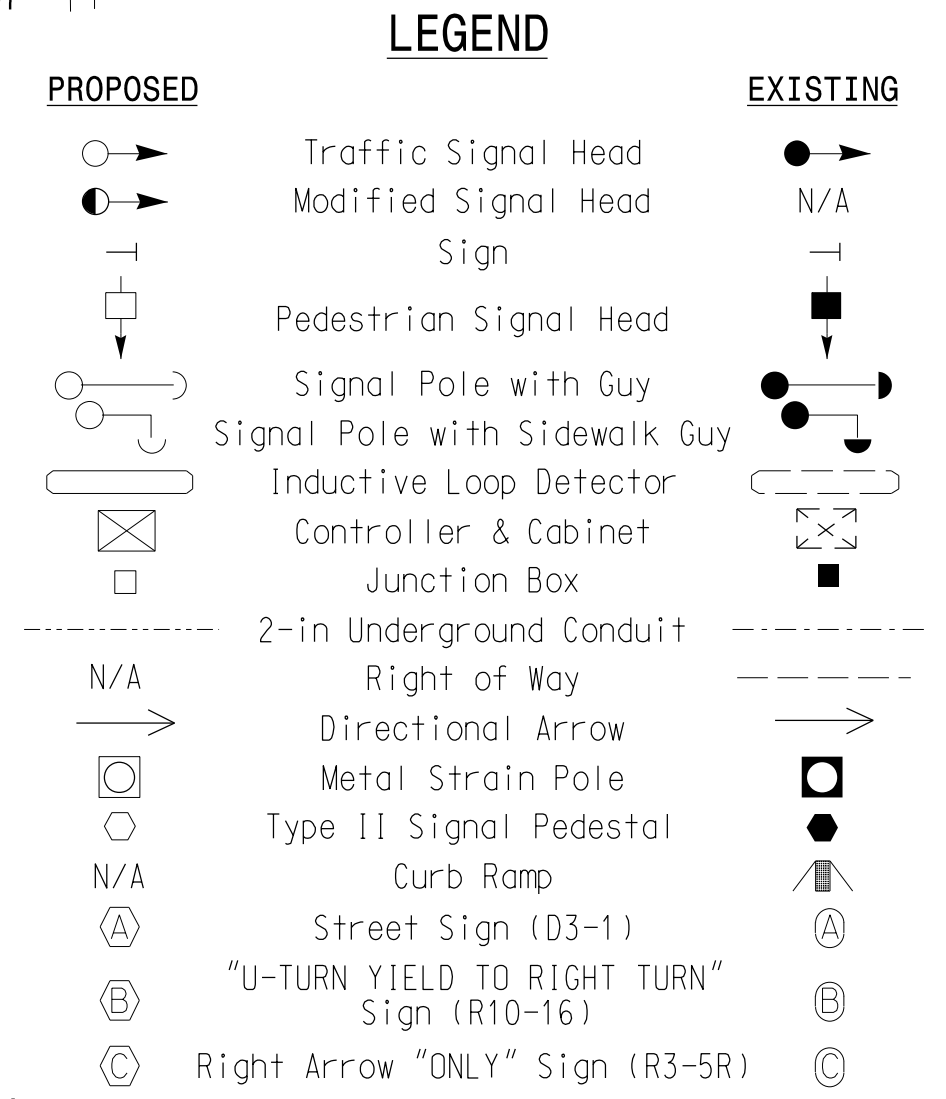 LEGEND
PROPOSED EXISTING
Traffic Signal Head
Modified Signal Head N/A
Sign
Pedestrian Signal Head
Signal Pole with Guy
Signal Pole with Sidewalk Guy
Inductive Loop Detector
Controller & Cabinet
Junction Box
2-in Underground Conduit
N/A Right of Way
Directional Arrow
Metal Strain Pole
Type II Signal Pedestal
N/A Curb Ramp
A Street Sign (D3-1) A
"U-TURN YIELD TO RIGHT TURN"
B Sign (R10-16) B
C Right Arrow "ONLY" Sign (R3-5R) C